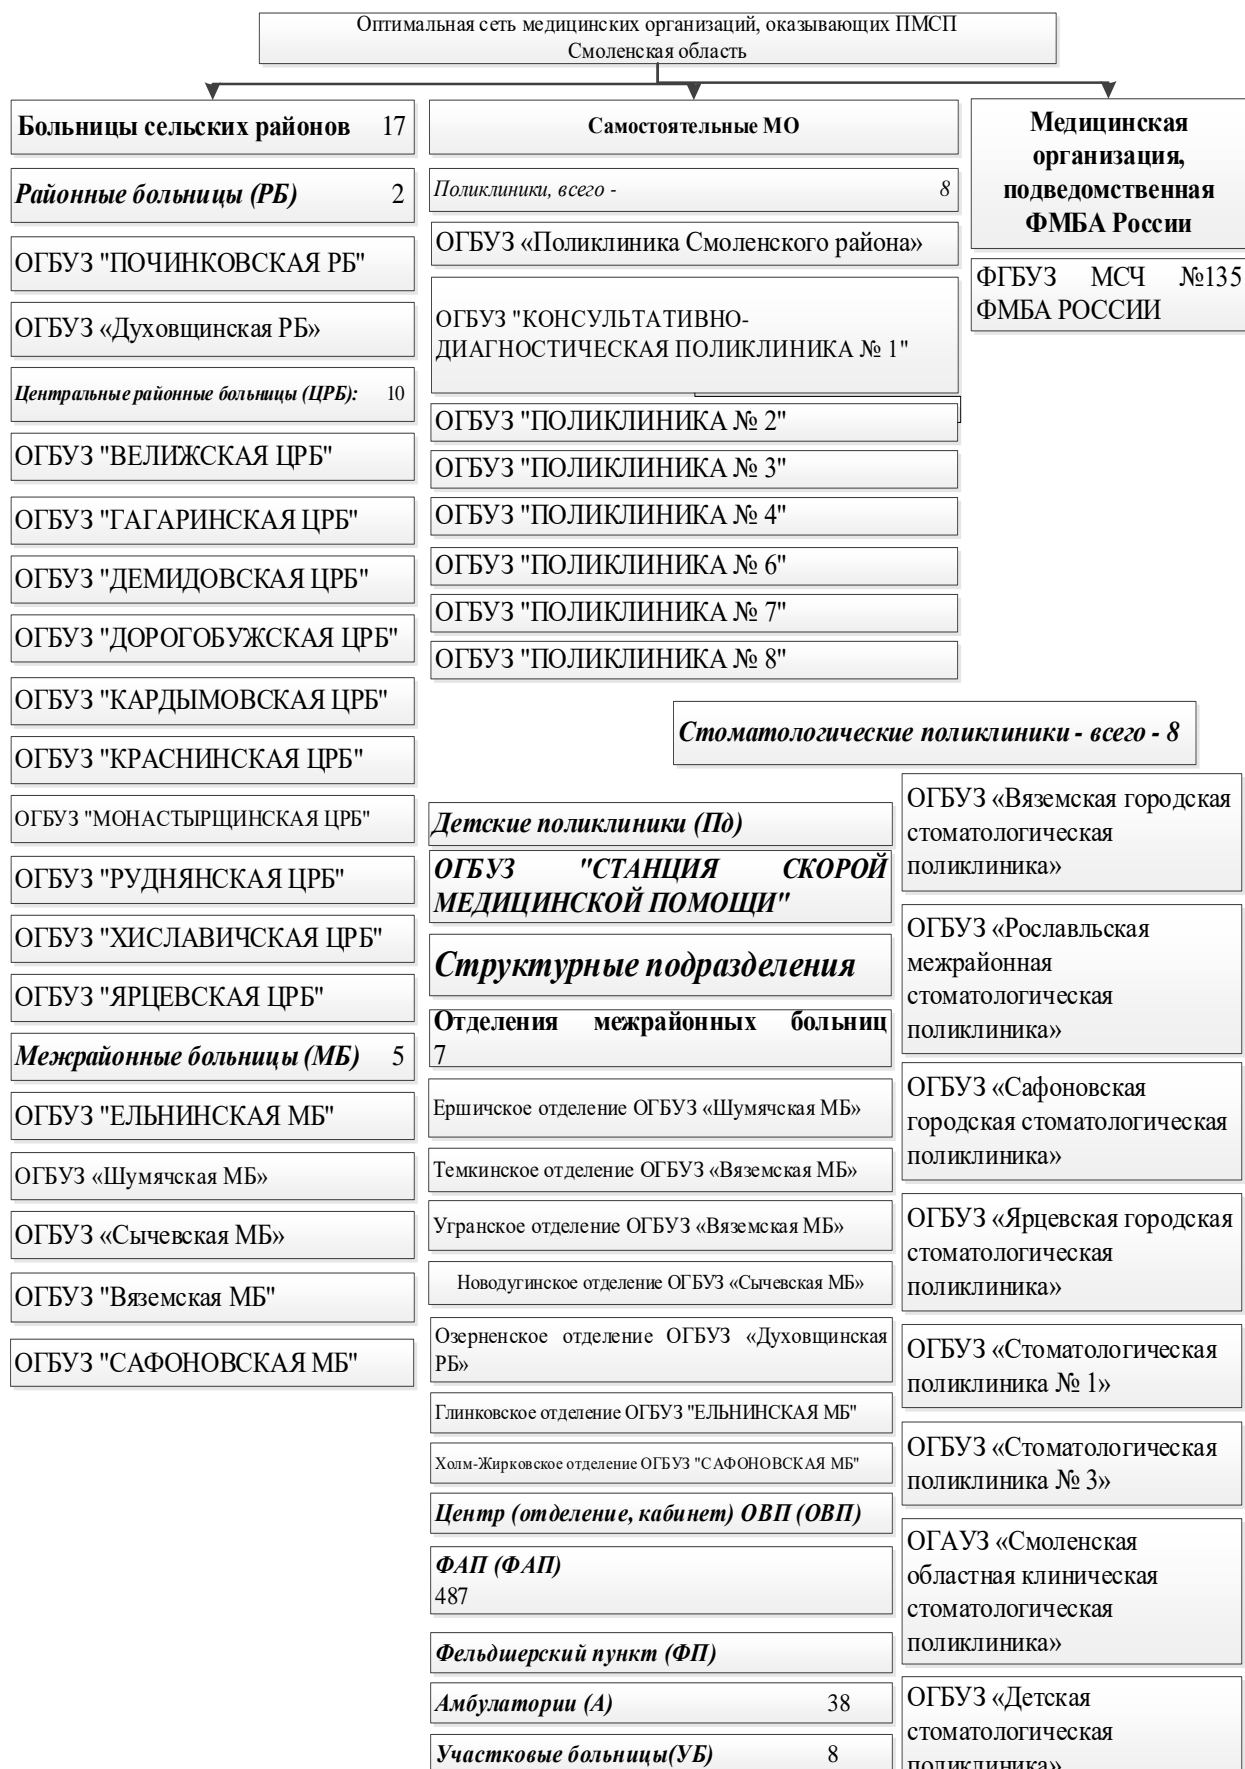 Оптимальная сеть медицинских организаций, оказывающих ПМСП
Смоленская область
Больницы сельских районов 17
Районные больницы (РБ) 2
ОГБУЗ "ПОЧИНКОВСКАЯ РБ"
ОГБУЗ «Духовщинская РБ»
Центральные районные больницы (ЦРБ): 10
ОГБУЗ "ВЕЛИЖСКАЯ ЦРБ"
ОГБУЗ "ГАГАРИНСКАЯ ЦРБ"
ОГБУЗ "ДЕМИДОВСКАЯ ЦРБ"
ОГБУЗ "ДОРОГОБУЖСКАЯ ЦРБ"
ОГБУЗ "КАРДЫМОВСКАЯ ЦРБ"
ОГБУЗ "КРАСНИНСКАЯ ЦРБ"
ОГБУЗ "МОНАСТЫРЩИНСКАЯ ЦРБ"
ОГБУЗ "РУДНЯНСКАЯ ЦРБ"
ОГБУЗ "ХИСЛАВИЧСКАЯ ЦРБ"
ОГБУЗ "ЯРЦЕВСКАЯ ЦРБ"
Межрайонные больницы (МБ) 5
ОГБУЗ "ЕЛЬНИНСКАЯ МБ"
ОГБУЗ «Шумячская МБ»
ОГБУЗ «Сычевская МБ»
ОГБУЗ "Вяземская МБ"
ОГБУЗ "САФОНОВСКАЯ МБ"
Самостоятельные МО
Поликлиники, всего - 8
ОГБУЗ «Поликлиника Смоленского района»
ОГБУЗ "КОНСУЛЬТАТИВНО-
ДИАГНОСТИЧЕСКАЯ ПОЛИКЛИНИКА № 1"
ОГБУЗ "ПОЛИКЛИНИКА № 2"
ОГБУЗ "ПОЛИКЛИНИКА № 3"
ОГБУЗ "ПОЛИКЛИНИКА № 4"
ОГБУЗ "ПОЛИКЛИНИКА № 6"
ОГБУЗ "ПОЛИКЛИНИКА № 7"
ОГБУЗ "ПОЛИКЛИНИКА № 8"
Детские поликлиники (Пд)
ОГБУЗ "СТАНЦИЯ СКОРОЙ
МЕДИЦИНСКОЙ ПОМОЩИ"
Структурные подразделения
Отделения межрайонных больниц
7
Ершичское отделение ОГБУЗ «Шумячская МБ»
Темкинское отделение ОГБУЗ «Вяземская МБ»
Угранское отделение ОГБУЗ «Вяземская МБ»
Новодугинское отделение ОГБУЗ «Сычевская МБ»
Озерненское отделение ОГБУЗ «Духовщинская
РБ»
Глинковское отделение ОГБУЗ "ЕЛЬНИНСКАЯ МБ"
Холм-Жирковское отделение ОГБУЗ "САФОНОВСКАЯ МБ"
Центр (отделение, кабинет) ОВП (ОВП)
ФАП (ФАП)
487
Фельдшерский пункт (ФП)
Амбулатории (А) 38
Участковые больницы(УБ) 8
Медицинская
организация,
подведомственная
ФМБА России
ФГБУЗ МСЧ №135
ФМБА РОССИИ
Стоматологические поликлиники - всего - 8
ОГБУЗ «Вяземская городская
стоматологическая
поликлиника»
ОГБУЗ «Рославльская
межрайонная
стоматологическая
поликлиника»
ОГБУЗ «Сафоновская
городская стоматологическая
поликлиника»
ОГБУЗ «Ярцевская городская
стоматологическая
поликлиника»
ОГБУЗ «Стоматологическая
поликлиника № 1»
ОГБУЗ «Стоматологическая
поликлиника № 3»
ОГАУЗ «Смоленская
областная клиническая
стоматологическая
поликлиника»
ОГБУЗ «Детская
стоматологическая
поликлиника»